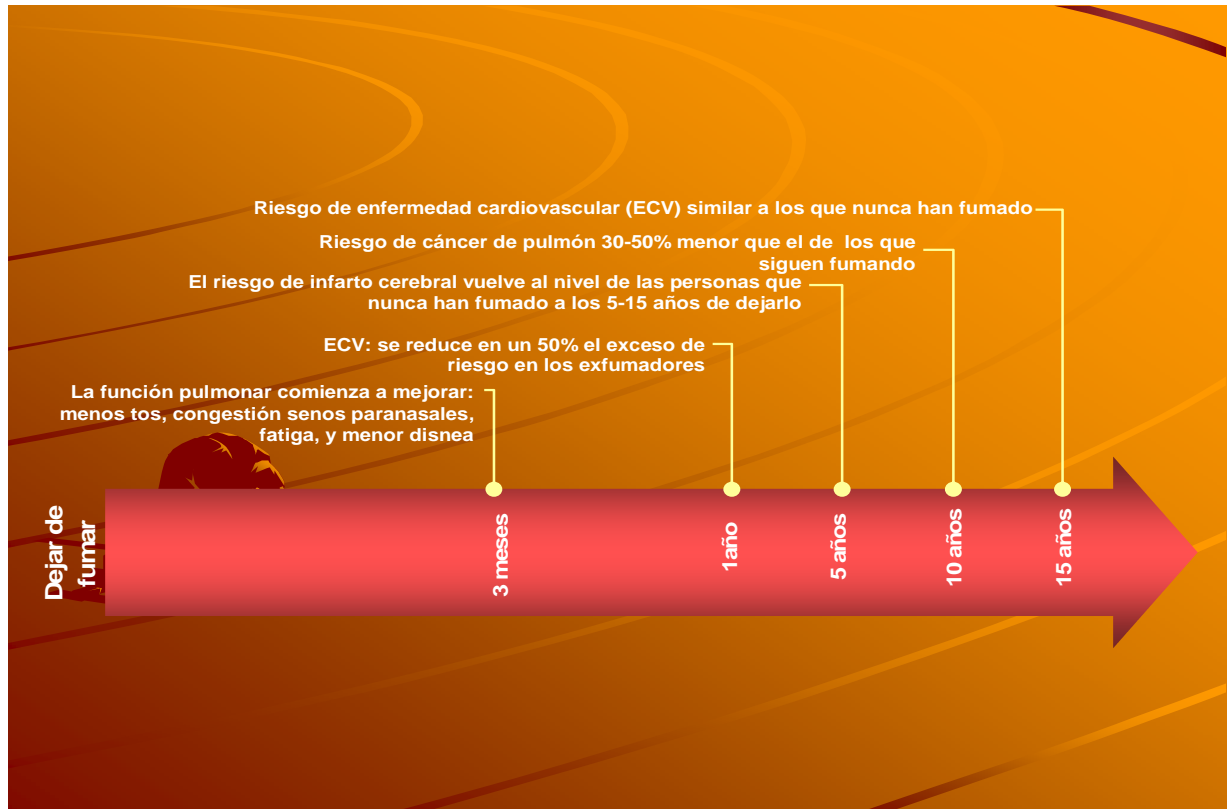 Riesgo de enfermedad cardiovascular (ECV) similar a los que nunca han fumado
Riesgo de cáncer de pulmón 30-50% menor que el de los que
siguen fumando
El riesgo de infarto cerebral vuelve al nivel de las personas que
nunca han fumado a los 5-15 años de dejarlo
ECV: se reduce en un 50% el exceso de
riesgo en los exfumadores
La función pulmonar comienza a mejorar:
menos tos, congestión senos paranasales,
fatiga, y menor disnea
Dejar de
fumar
3 meses
1año
5 años
10 años
15 años